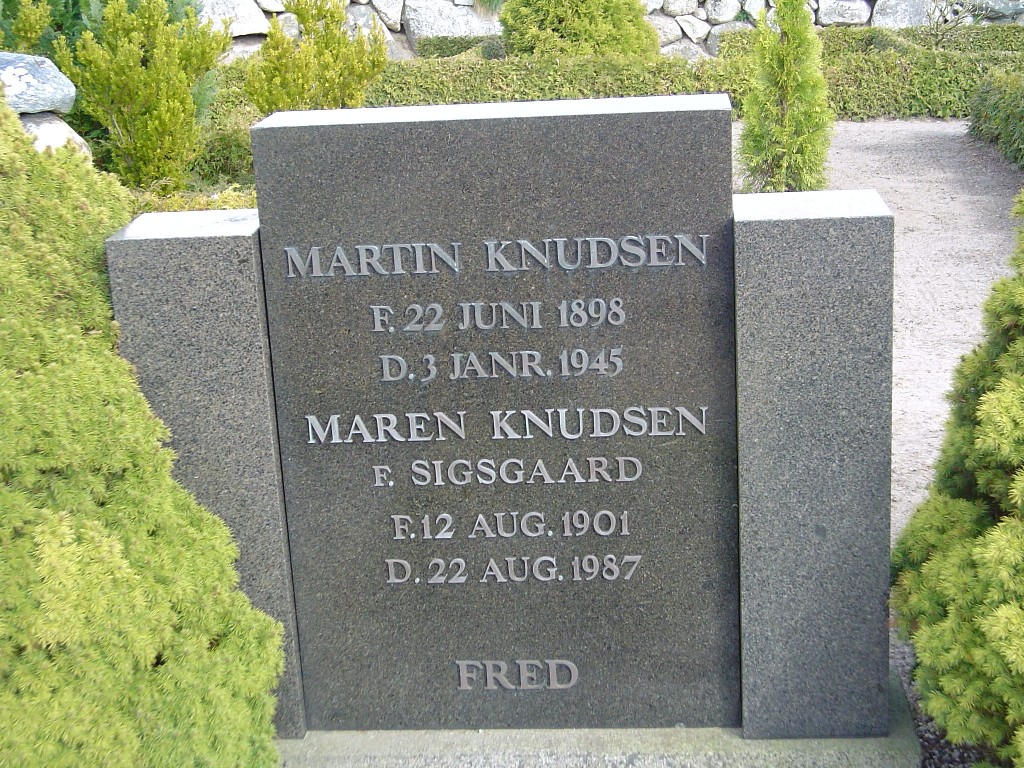 MARTIN KNUDSEN
F. 22 JUNI 1898
D. 3 JANR. 1945
MAREN KNUDSEN
F. SIGSGAARD
F. 12 AUG. 1901
D. 22 AUG. 1987
FRED